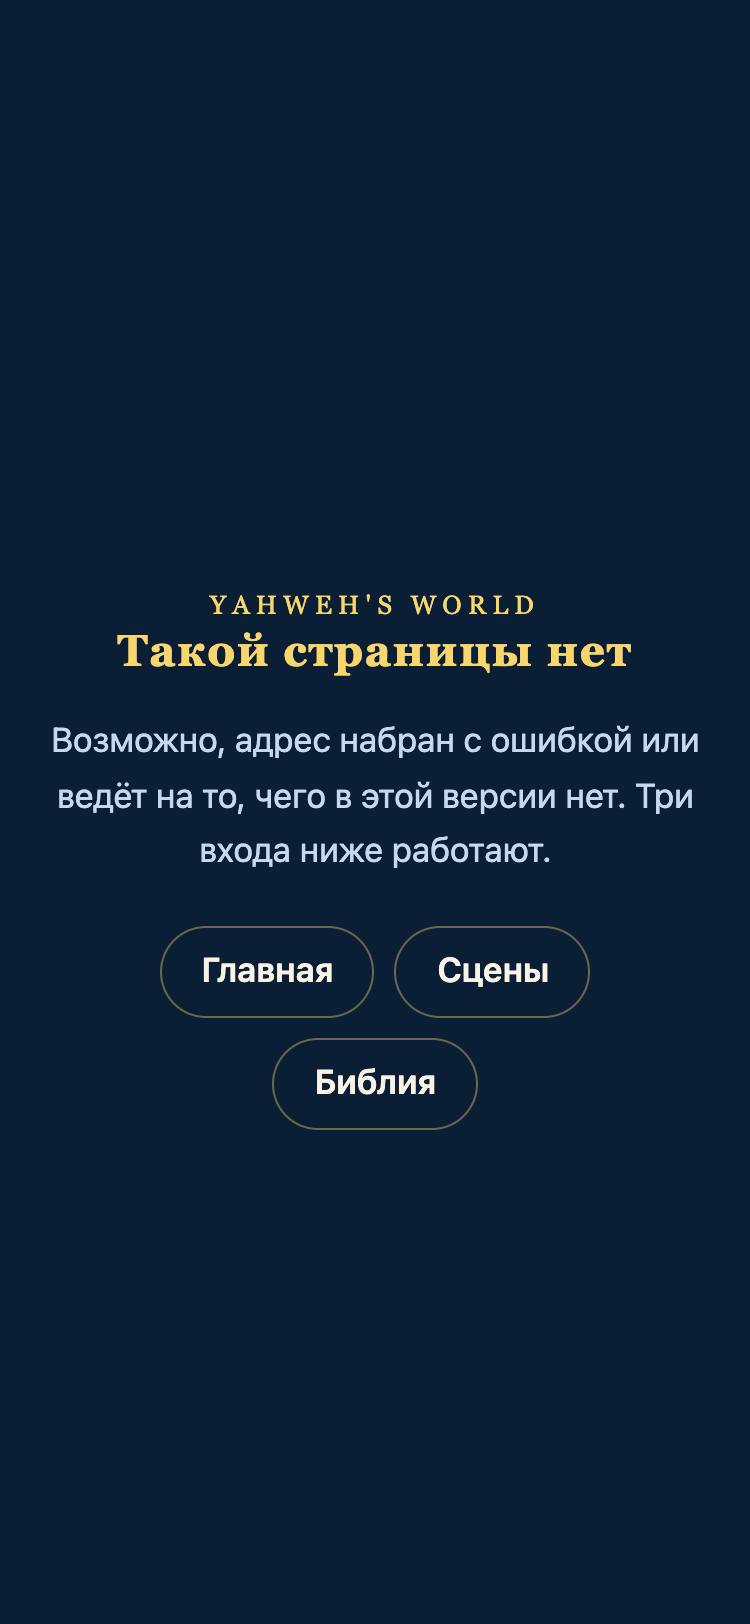 YAHWEH'S WORLD
Такой страницы нет
Возможно, адрес набран с ошибкой или
ведёт на то, чего в этой версии нет. Три
входа ниже работают.
Главная
Сцены
Библия